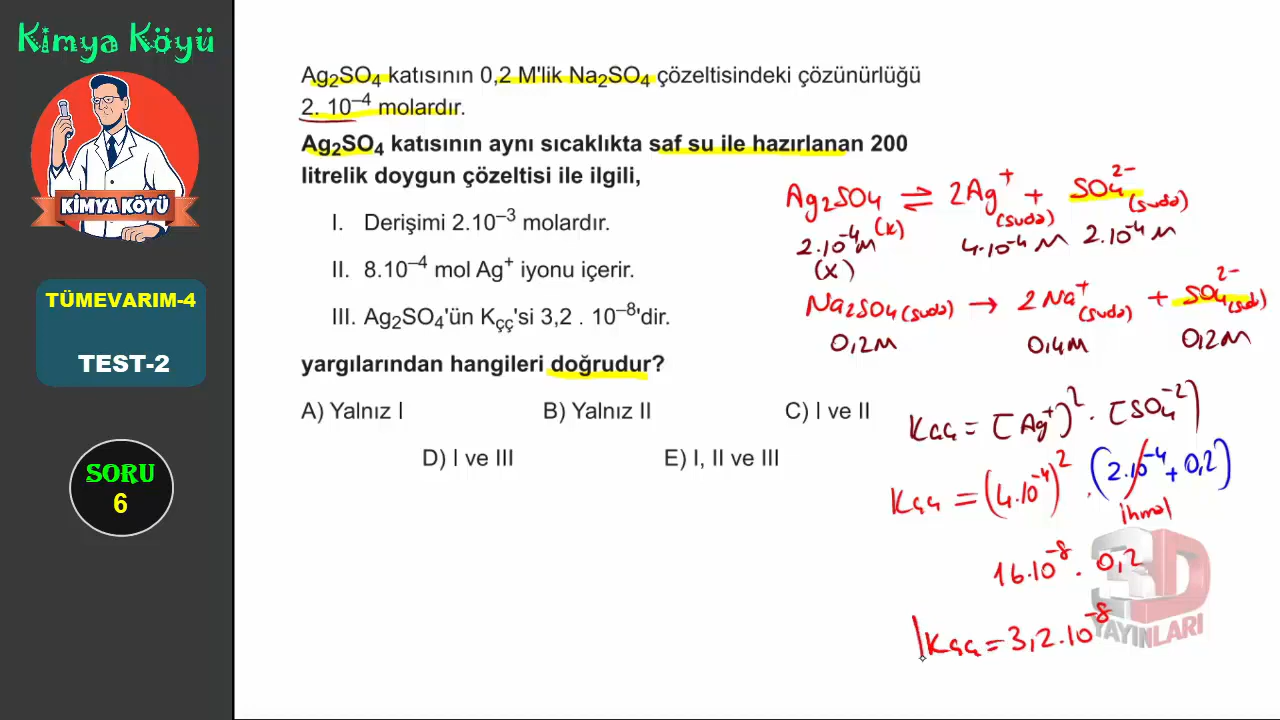 Kimya Köyü
KİMYA KÖYÜ
TÜMEVARIM-4
TEST-2
SORU
6
Ag₂SO₄ katısının 0,2 M'lik Na₂SO₄ çözeltisindeki çözünürlüğü
2. 10⁻⁴ molardır.
Ag₂SO₄ katısının aynı sıcaklıkta saf su ile hazırlanan 200
litrelik doygun çözeltisi ile ilgili,
I. Derişimi 2.10⁻³ molardır.
II. 8.10⁻⁴ mol Ag⁺ iyonu içerir.
III. Ag₂SO₄'ün Kçç'si 3,2 . 10⁻⁸'dir.
yargılarından hangileri doğrudur?
A) Yalnız I B) Yalnız II C) I ve II
D) I ve III E) I, II ve III
Ag₂SO₄(k) ⇌ 2Ag⁺(suda) + SO₄²⁻(suda)
2.10⁻⁴M 4.10⁻⁴M 2.10⁻⁴M
(x)
Na₂SO₄(suda) → 2Na⁺(suda) + SO₄²⁻(suda)
0,2M 0,4M 0,2M
Kçç = [Ag⁺]² . [SO₄⁻²]
Kçç = (4.10⁻⁴)² . (2.10⁻⁴ + 0,2)
ihmal
16.10⁻⁸ . 0,2
Kçç = 3,2.10⁻⁸
3D
YAYINLARI